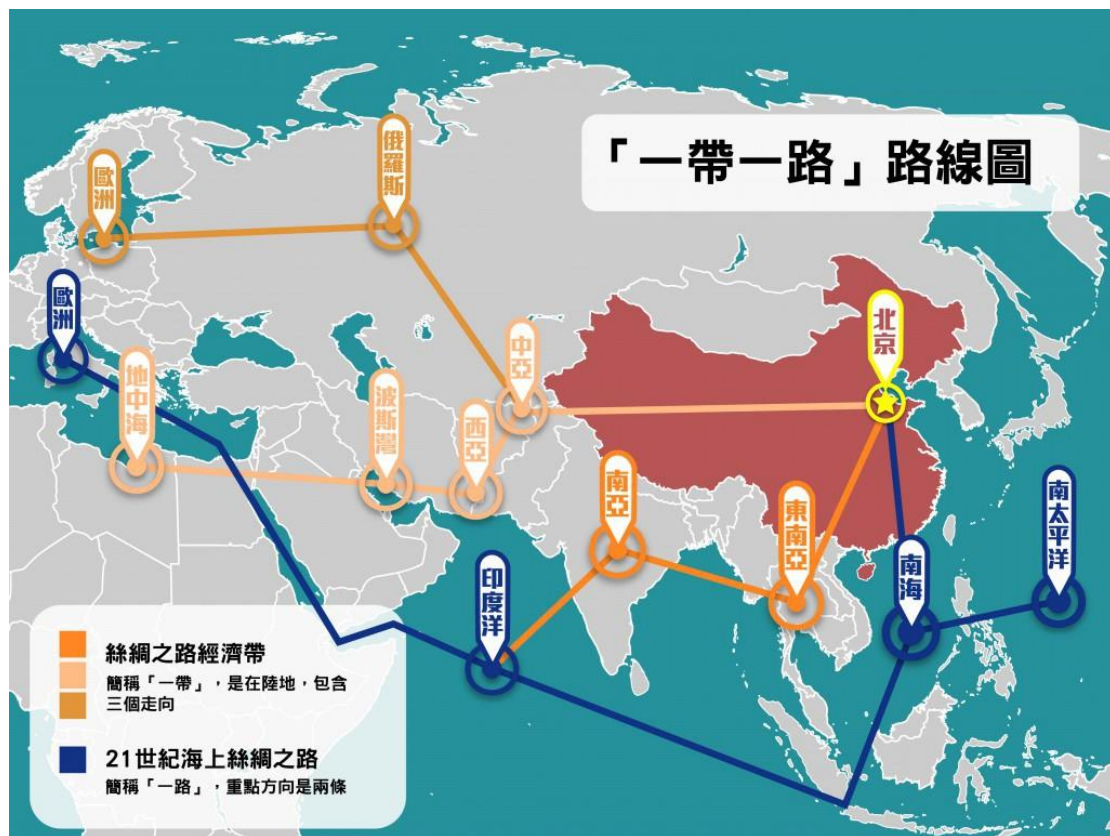 「一帶一路」路線圖
俄羅斯
歐洲
歐洲
北京
中亞
地中海
波斯灣
西亞
南亞
東南亞
南太平洋
南海
印度洋
絲綢之路經濟帶
簡稱「一帶」，是在陸地，包含
三個走向
21世紀海上絲綢之路
簡稱「一路」，重點方向是兩條